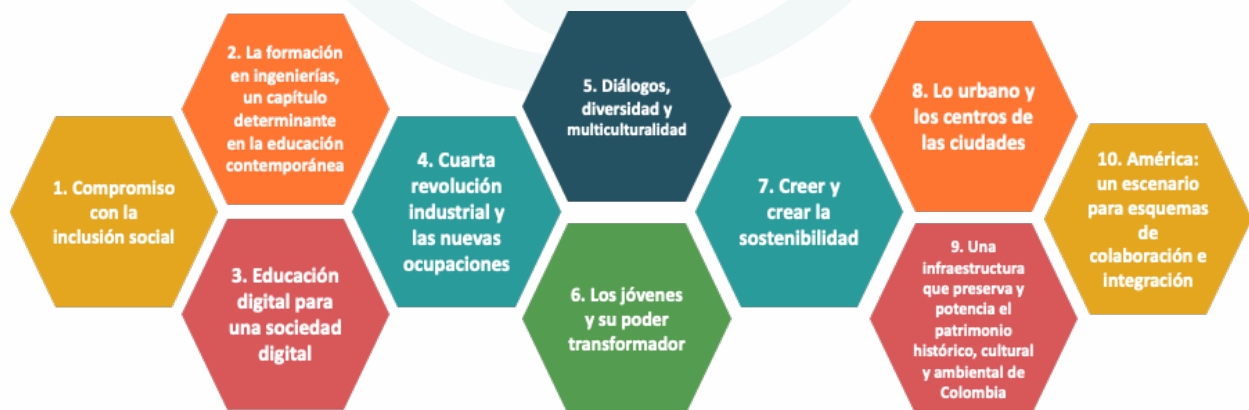 1. Compromiso
con la
inclusión social
2. La formación
en ingenierías,
un capítulo
determinante
en la educación
contemporánea
3. Educación
digital para
una sociedad
digital
4. Cuarta
revolución
industrial y
las nuevas
ocupaciones
5. Diálogos,
diversidad y
multiculturalidad
6. Los jóvenes
y su poder
transformador
7. Creer y
crear la
sostenibilidad
8. Lo urbano y
los centros de
las ciudades
9. Una
infraestructura
que preserva y
potencia el
patrimonio
histórico, cultural
y ambiental de
Colombia
10. América:
un escenario
para esquemas
de
colaboración e
integración